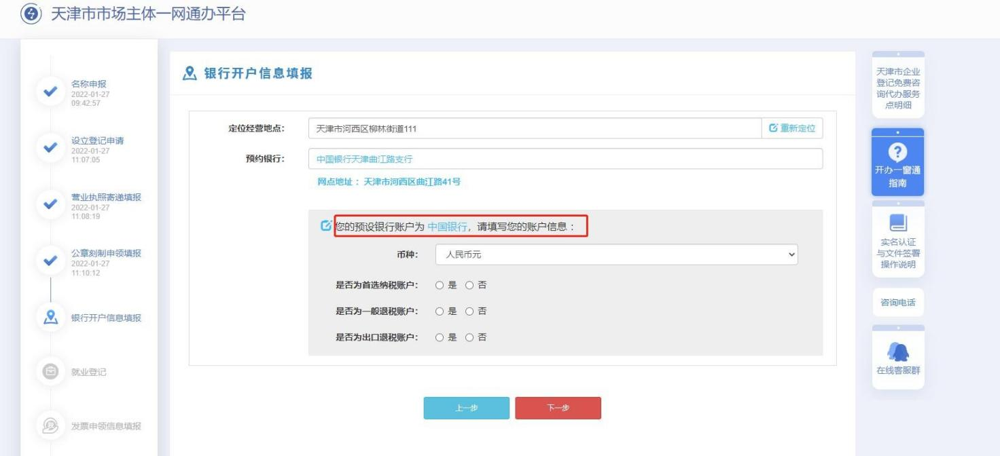 天津市市场主体一网通办平台
名称申报
2022-01-27
09:42:57
设立登记申请
2022-01-27
11:07:05
营业执照寄递填报
2022-01-27
11:08:19
公章刻制申领填报
2022-01-27
11:10:12
银行开户信息填报
就业登记
发票申领信息填报
银行开户信息填报
定位经营地点： 天津市河西区柳林街道111 重新定位
预约银行： 中国银行天津曲江路支行
网点地址： 天津市河西区曲江路41号
您的预设银行账户为 中国银行，请填写您的账户信息：
币种： 人民币元
是否为首选纳税账户： 是 否
是否为一般退税账户： 是 否
是否为出口退税账户： 是 否
上一步 下一步
天津市企业
登记免费咨
询代办服务
点明细
开办一窗通
指南
实名认证
与文件签署
操作说明
咨询电话
在线客服群